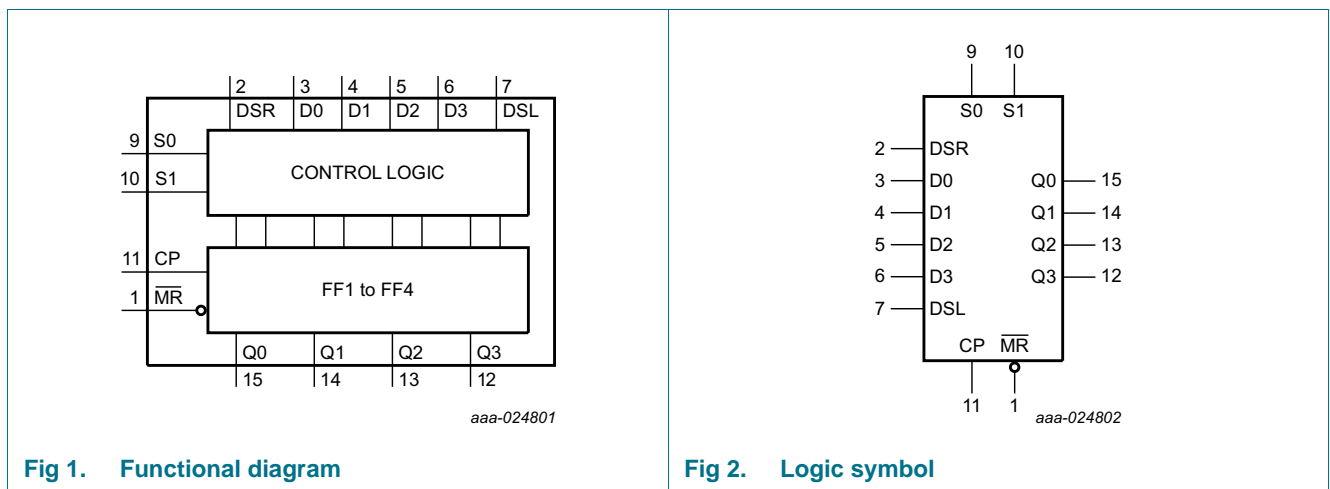 2 3 4 5 6 7
DSR D0 D1 D2 D3 DSL
9 S0
CONTROL LOGIC
10 S1
11 CP
FF1 to FF4
1 MR
Q0 Q1 Q2 Q3
15 14 13 12
aaa-024801
Fig 1. Functional diagram
9 10
S0 S1
2 DSR
3 D0 Q0 15
4 D1 Q1 14
5 D2 Q2 13
6 D3 Q3 12
7 DSL
CP MR
11 1
aaa-024802
Fig 2. Logic symbol